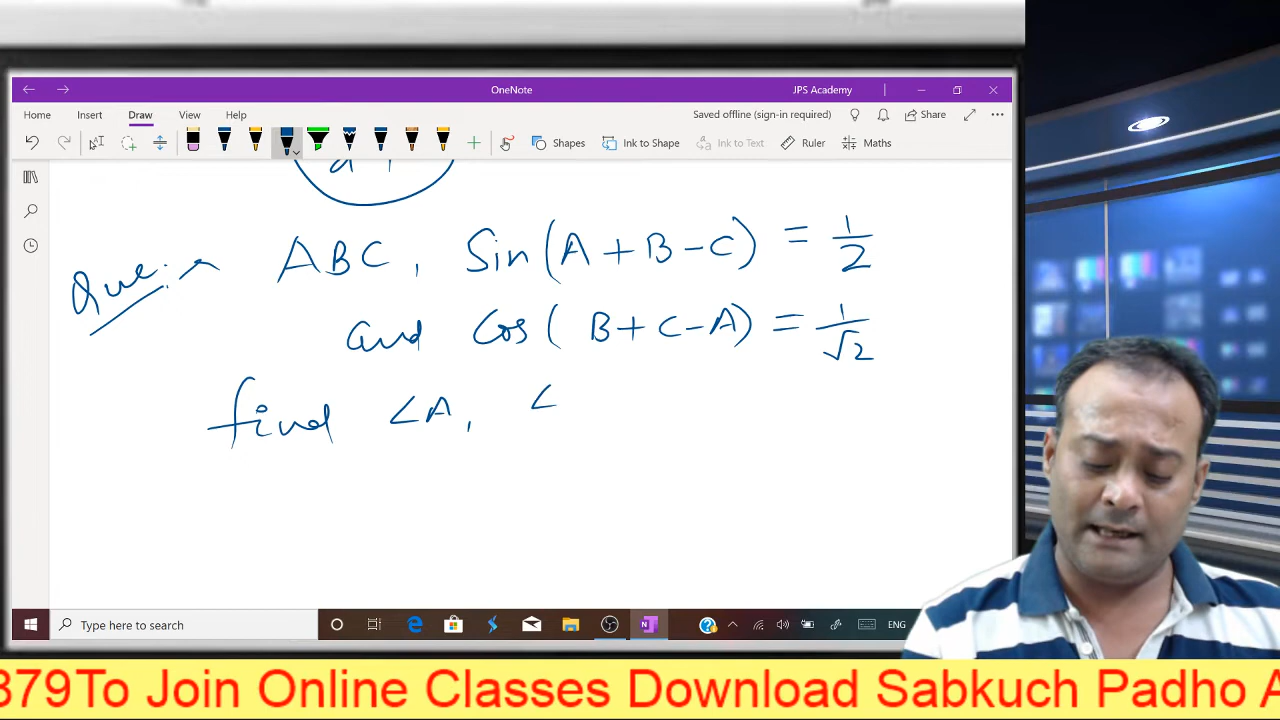 OneNote
JPS Academy
Home Insert Draw View Help
Saved offline (sign-in required)
Share
Shapes
Ink to Shape
Ink to Text
Ruler
Maths
Que:
ABC, Sin(A+B-C) = 1/2
and Cos(B+C-A) = 1/√2
find ∠A, ∠
Type here to search
ENG
379To Join Online Classes Download Sabkuch Padho A